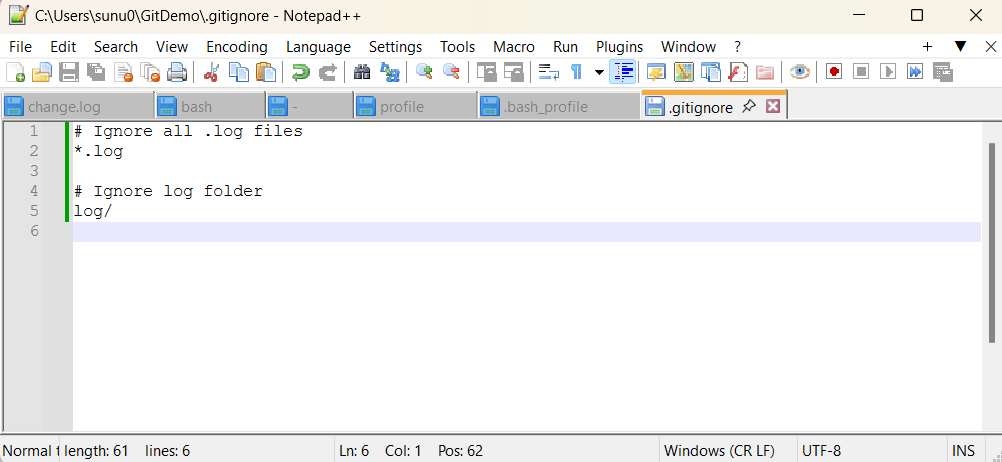 C:\Users\sunu0\GitDemo\.gitignore - Notepad++
File Edit Search View Encoding Language Settings Tools Macro Run Plugins Window ?
change.log bash - profile .bash_profile .gitignore
1 # Ignore all .log files
2 *.log
3
4 # Ignore log folder
5 log/
6
Normal t length: 61 lines: 6 Ln: 6 Col: 1 Pos: 62 Windows (CR LF) UTF-8 INS